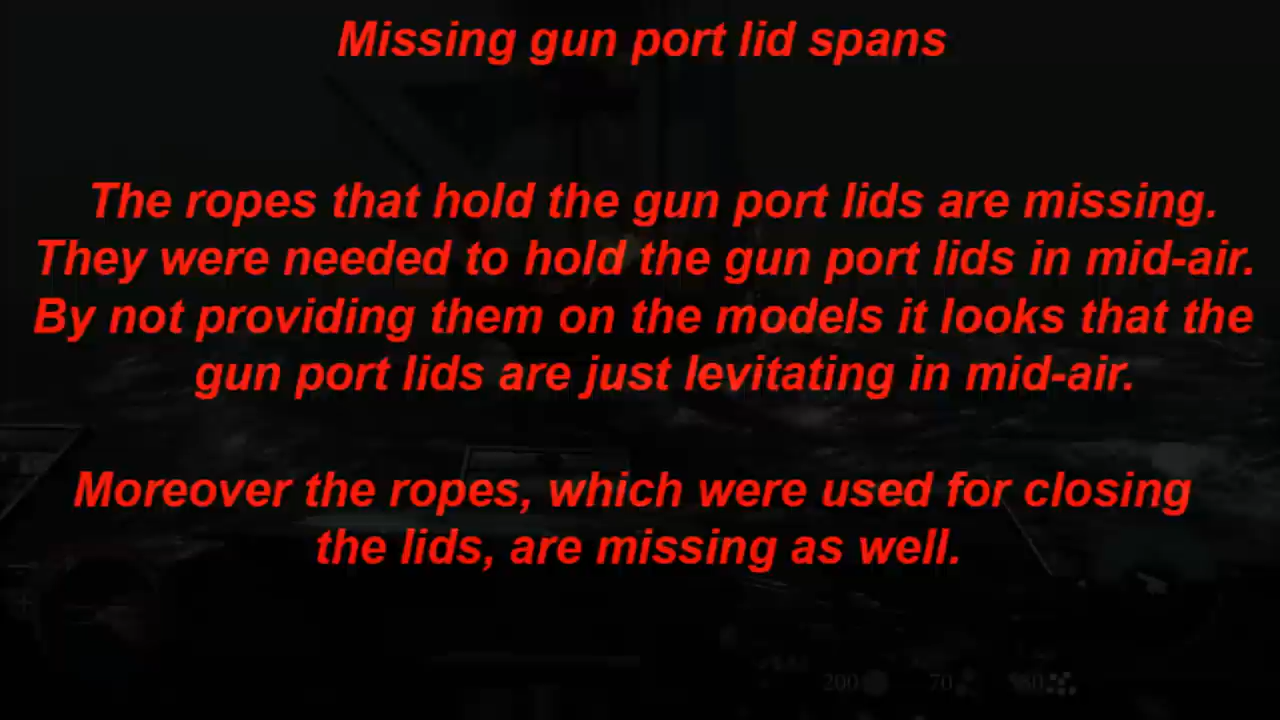 Missing gun port lid spans
The ropes that hold the gun port lids are missing.
They were needed to hold the gun port lids in mid-air.
By not providing them on the models it looks that the
gun port lids are just levitating in mid-air.
Moreover the ropes, which were used for closing
the lids, are missing as well.
200 70